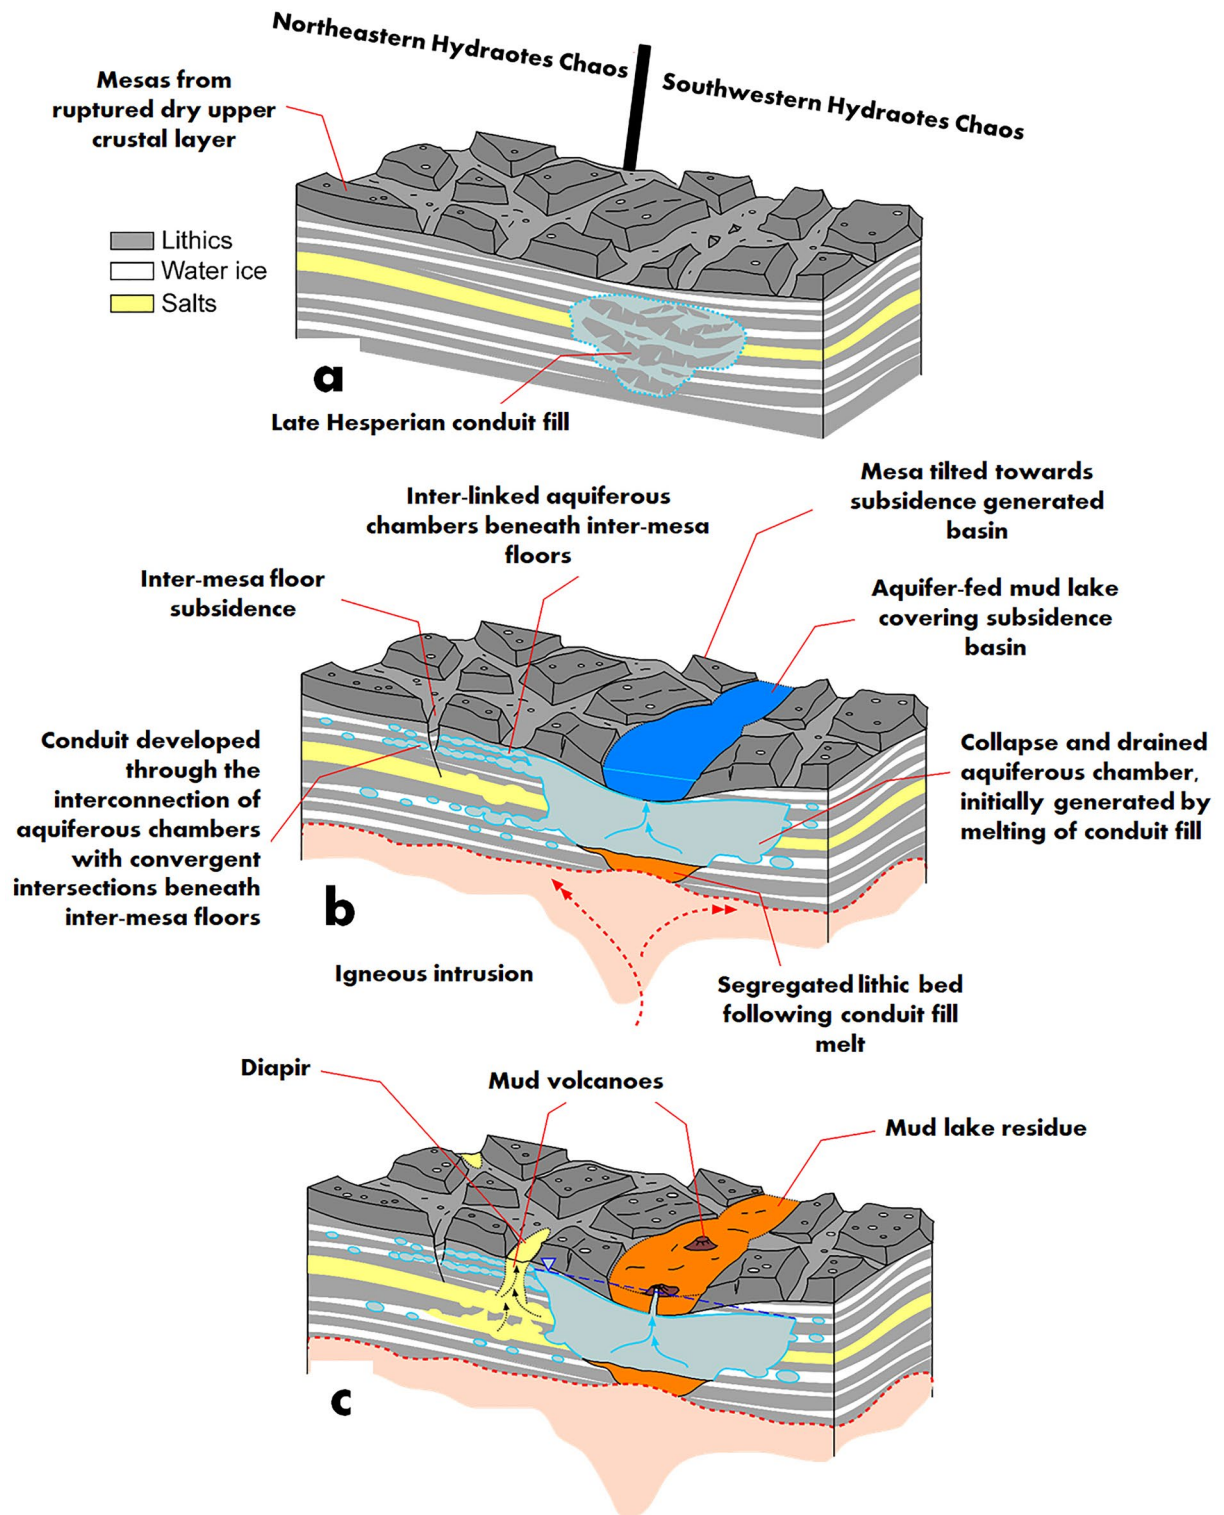 Northeastern Hydraotes Chaos
Southwestern Hydraotes Chaos
Mesas from
ruptured dry upper
crustal layer
Lithics
Water ice
Salts
a
Late Hesperian conduit fill
Mesa tilted towards
subsidence generated
basin
Inter-linked aquiferous
chambers beneath inter-mesa
floors
Inter-mesa floor
subsidence
Aquifer-fed mud lake
covering subsidence
basin
Conduit developed
through the
interconnection of
aquiferous chambers
with convergent
intersections beneath
inter-mesa floors
Collapse and drained
aquiferous chamber,
initially generated by
melting of conduit fill
b
Igneous intrusion
Segregated lithic bed
following conduit fill
melt
Diapir
Mud volcanoes
Mud lake residue
c